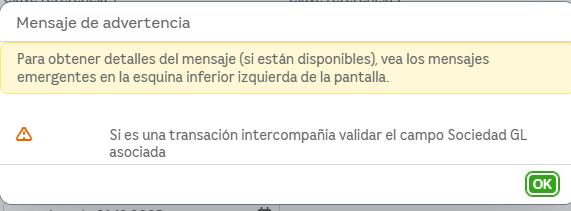 Mensaje de advertencia
Para obtener detalles del mensaje (si están disponibles), vea los mensajes
emergentes en la esquina inferior izquierda de la pantalla.
Si es una transación intercompañia validar el campo Sociedad GL
asociada
OK